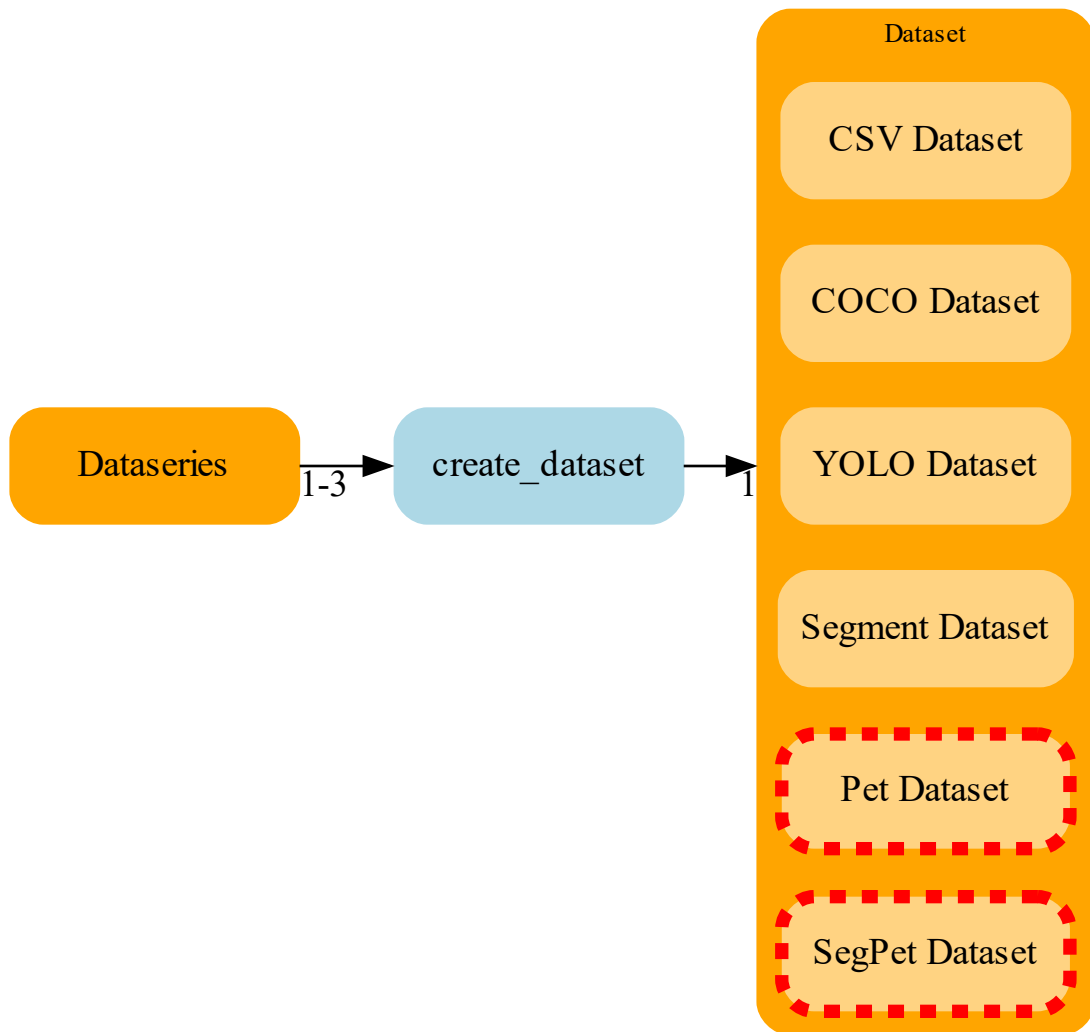 Dataset
CSV Dataset
COCO Dataset
Dataseries
1-3
create_dataset
1
YOLO Dataset
Segment Dataset
Pet Dataset
SegPet Dataset